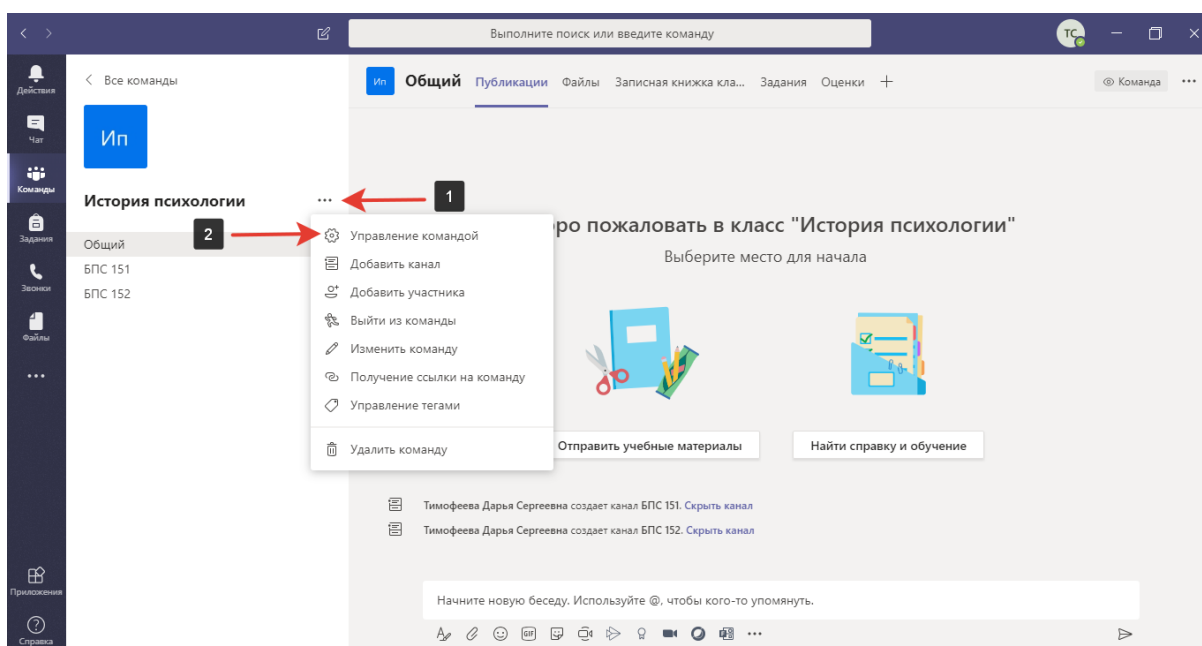 Выполните поиск или введите команду
ТС
Действия
Чат
Команды
Задания
Звонки
Файлы
Приложения
Справка
Все команды
Ип
История психологии
1
2
Общий
БПС 151
БПС 152
Управление командой
Добавить канал
Добавить участника
Выйти из команды
Изменить команду
Получение ссылки на команду
Управление тегами
Удалить команду
Ип Общий Публикации Файлы Записная книжка кла... Задания Оценки
Команда
ро пожаловать в класс "История психологии"
Выберите место для начала
Отправить учебные материалы
Найти справку и обучение
Тимофеева Дарья Сергеевна создает канал БПС 151. Скрыть канал
Тимофеева Дарья Сергеевна создает канал БПС 152. Скрыть канал
Начните новую беседу. Используйте @, чтобы кого-то упомянуть.
GIF